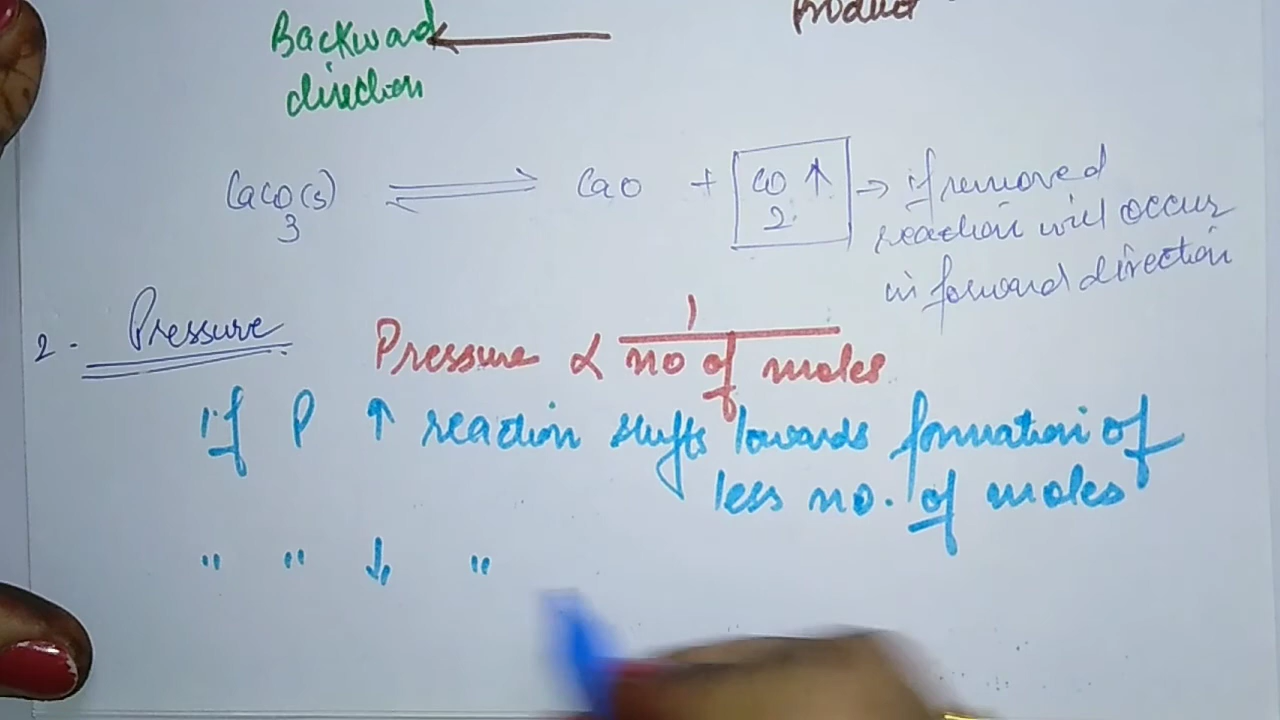 Backward
direction
Product
CaCO3(s) ⇌ CaO + CO2 ↑ → if removed
reaction will occur
in forward direction
2. Pressure
Pressure ∝ 1/no of moles
if P ↑ reaction shifts towards formation of
less no. of moles
" " ↓ "